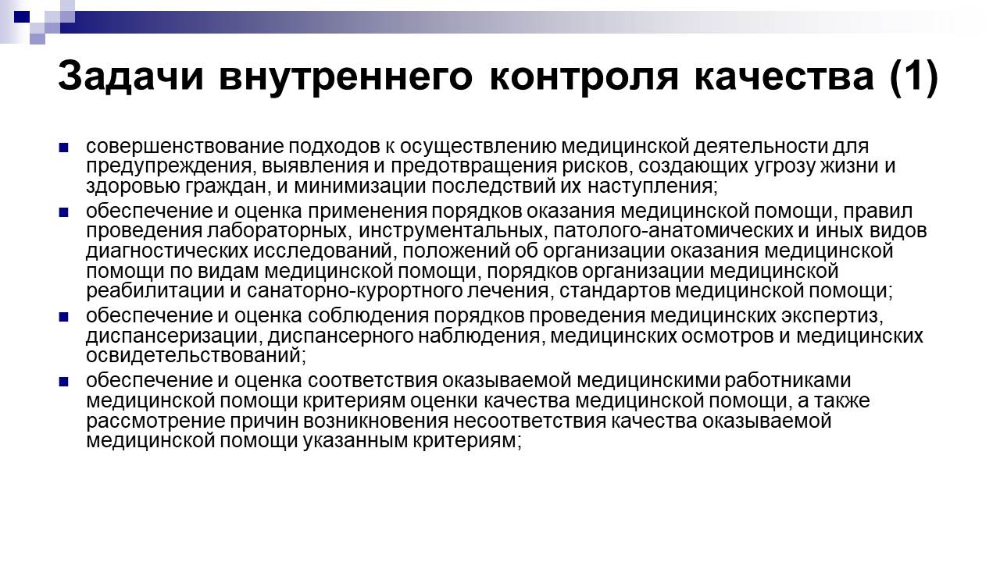 Задачи внутреннего контроля качества (1)
совершенствование подходов к осуществлению медицинской деятельности для
предупреждения, выявления и предотвращения рисков, создающих угрозу жизни и
здоровью граждан, и минимизации последствий их наступления;
обеспечение и оценка применения порядков оказания медицинской помощи, правил
проведения лабораторных, инструментальных, патолого-анатомических и иных видов
диагностических исследований, положений об организации оказания медицинской
помощи по видам медицинской помощи, порядков организации медицинской
реабилитации и санаторно-курортного лечения, стандартов медицинской помощи;
обеспечение и оценка соблюдения порядков проведения медицинских экспертиз,
диспансеризации, диспансерного наблюдения, медицинских осмотров и медицинских
освидетельствований;
обеспечение и оценка соответствия оказываемой медицинскими работниками
медицинской помощи критериям оценки качества медицинской помощи, а также
рассмотрение причин возникновения несоответствия качества оказываемой
медицинской помощи указанным критериям;